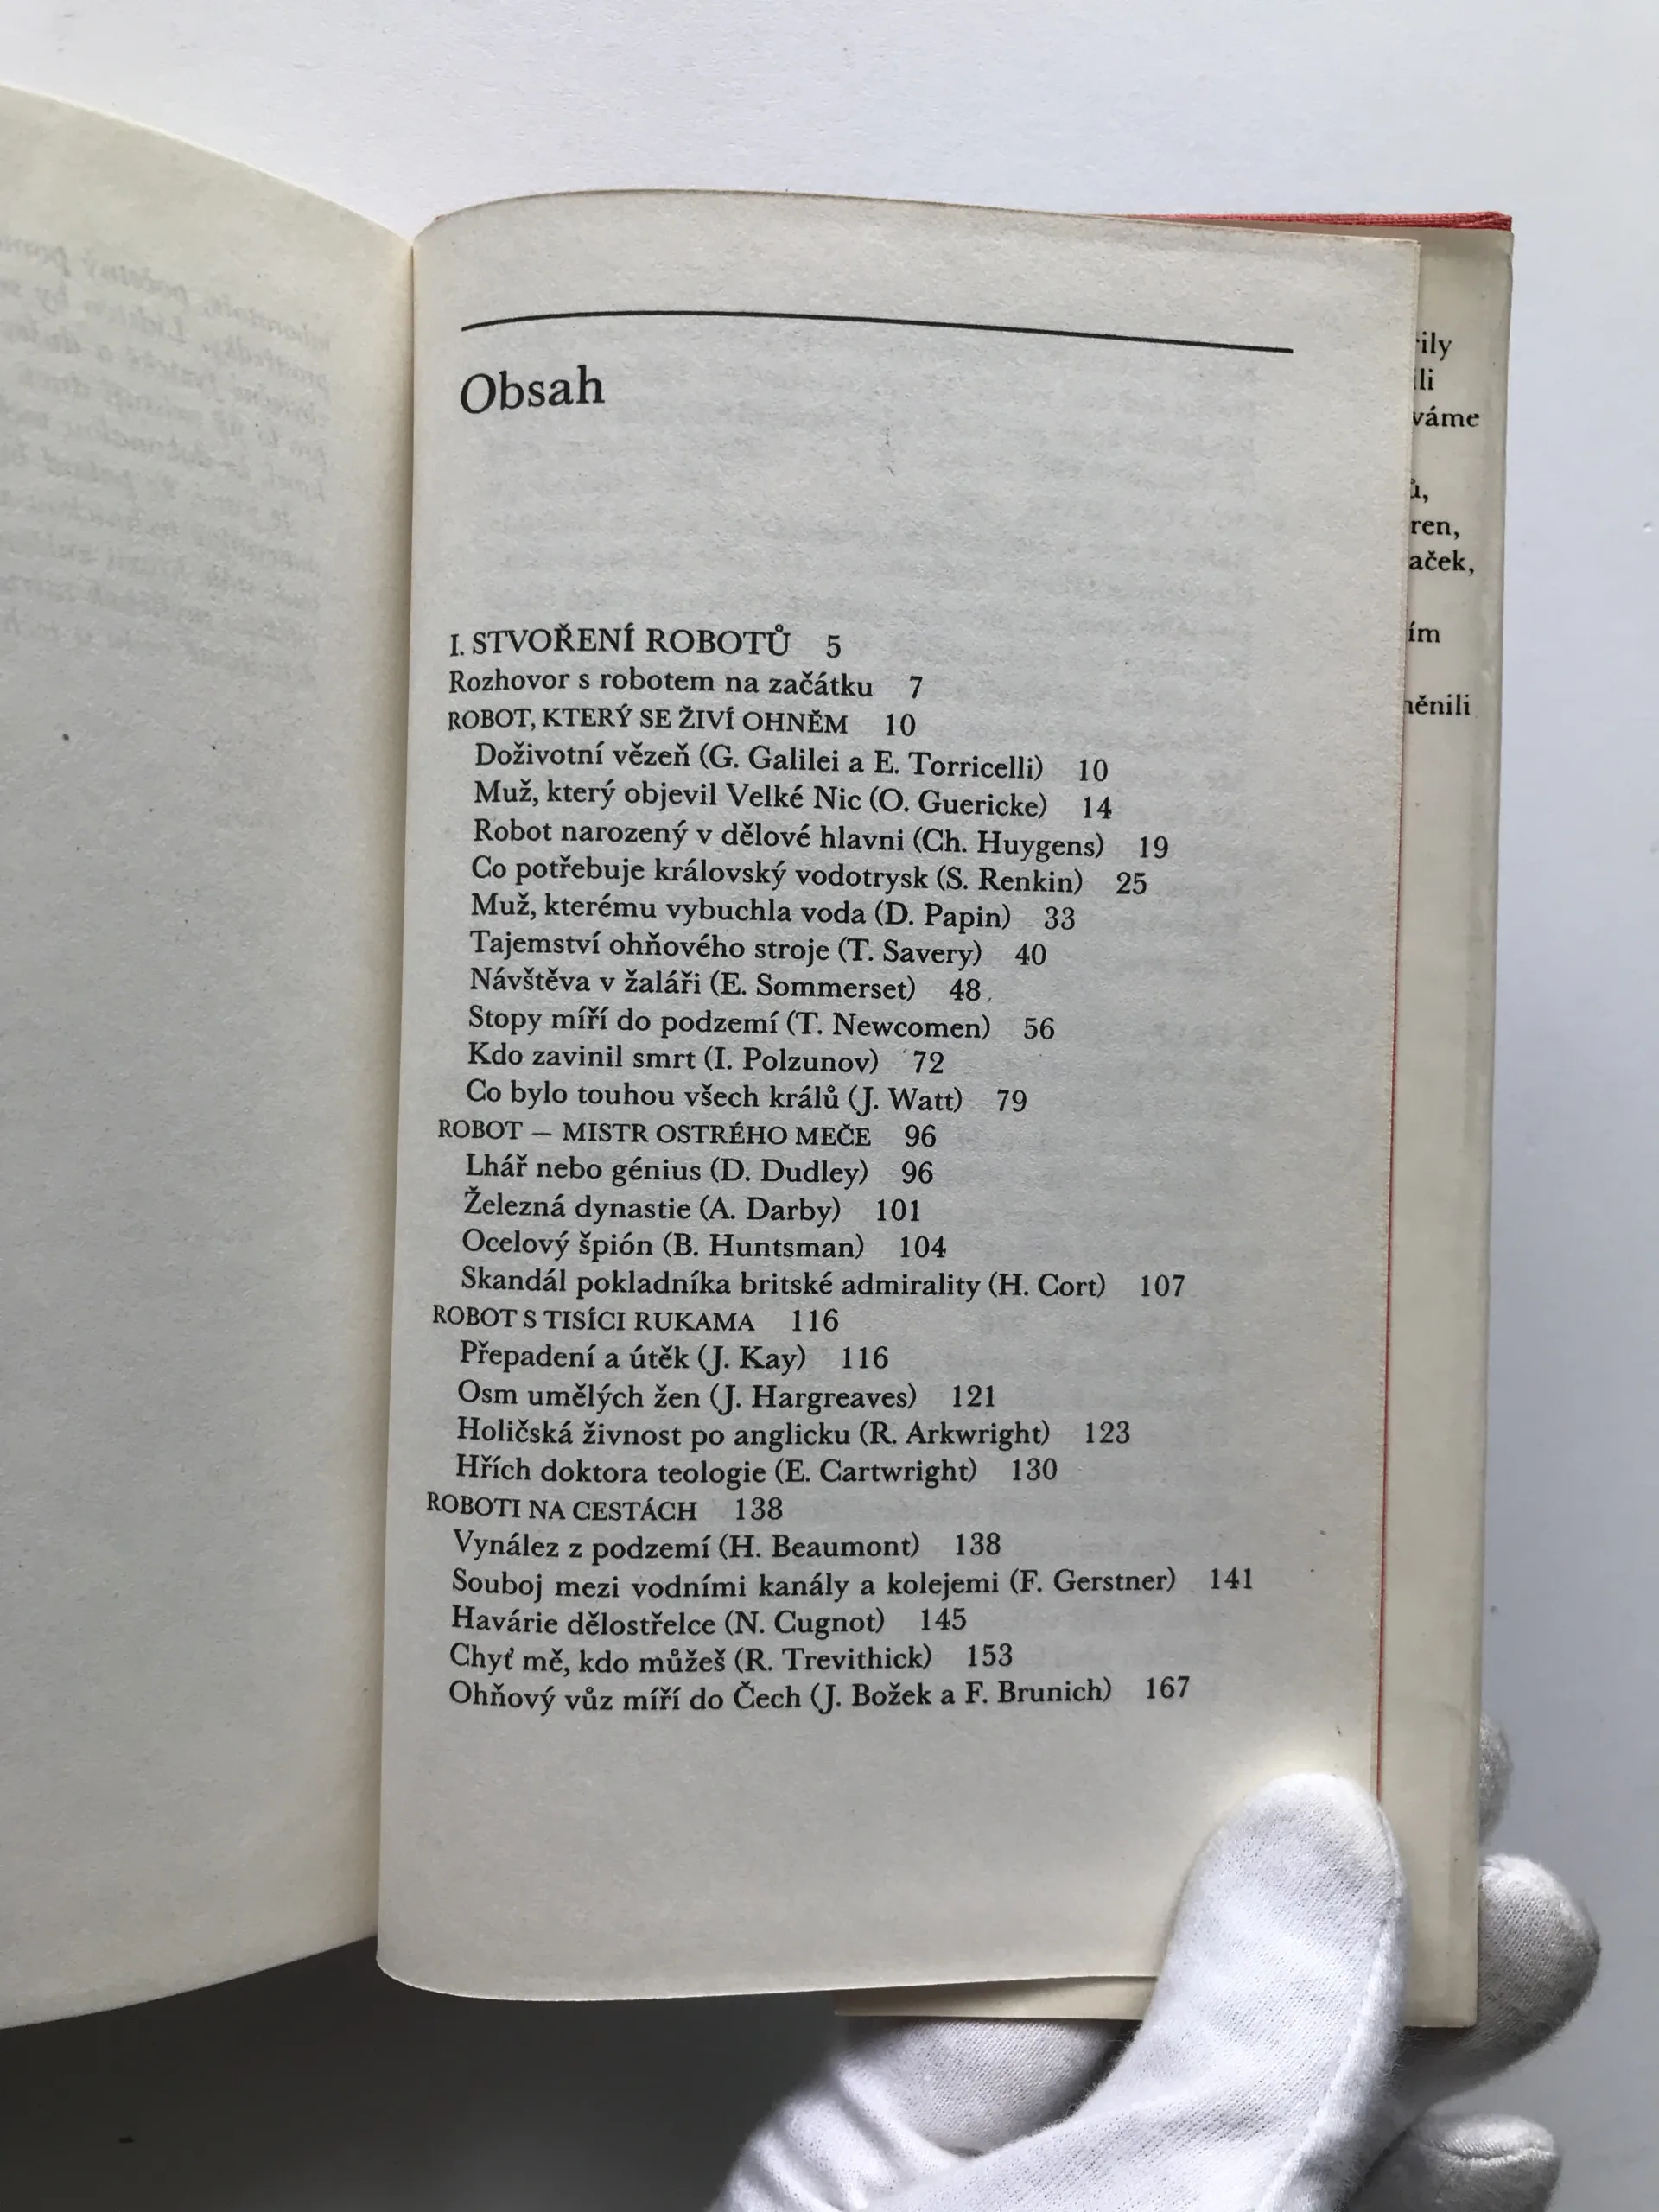 Obsah
I. STVOŘENÍ ROBOTŮ 5
Rozhovor s robotem na začátku 7
ROBOT, KTERÝ SE ŽIVÍ OHNĚM 10
Doživotní vězeň (G. Galilei a E. Torricelli) 10
Muž, který objevil Velké Nic (O. Guericke) 14
Robot narozený v dělové hlavni (Ch. Huygens) 19
Co potřebuje královský vodotrysk (S. Renkin) 25
Muž, kterému vybuchla voda (D. Papin) 33
Tajemství ohňového stroje (T. Savery) 40
Návštěva v žaláři (E. Sommerset) 48
Stopy míří do podzemí (T. Newcomen) 56
Kdo zavinil smrt (I. Polzunov) 72
Co bylo touhou všech králů (J. Watt) 79
ROBOT – MISTR OSTRÉHO MEČE 96
Lhář nebo génius (D. Dudley) 96
Železná dynastie (A. Darby) 101
Ocelový špión (B. Huntsman) 104
Skandál pokladníka britské admirality (H. Cort) 107
ROBOT S TISÍCI RUKAMA 116
Přepadení a útěk (J. Kay) 116
Osm umělých žen (J. Hargreaves) 121
Holičská živnost po anglicku (R. Arkwright) 123
Hřích doktora teologie (E. Cartwright) 130
ROBOTI NA CESTÁCH 138
Vynález z podzemí (H. Beaumont) 138
Souboj mezi vodními kanály a kolejemi (F. Gerstner) 141
Havárie dělostřelce (N. Cugnot) 145
Chyť mě, kdo můžeš (R. Trevithick) 153
Ohňový vůz míří do Čech (J. Božek a F. Brunich) 167